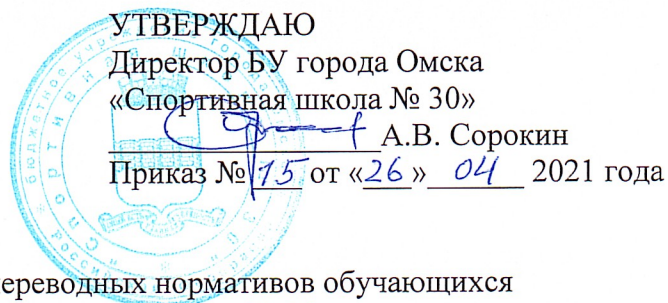 УТВЕРЖДАЮ
Директор БУ города Омска
«Спортивная школа № 30»
А.В. Сорокин
Приказ № 15 от «26» 04 2021 года
ереводных нормативов обучающихся